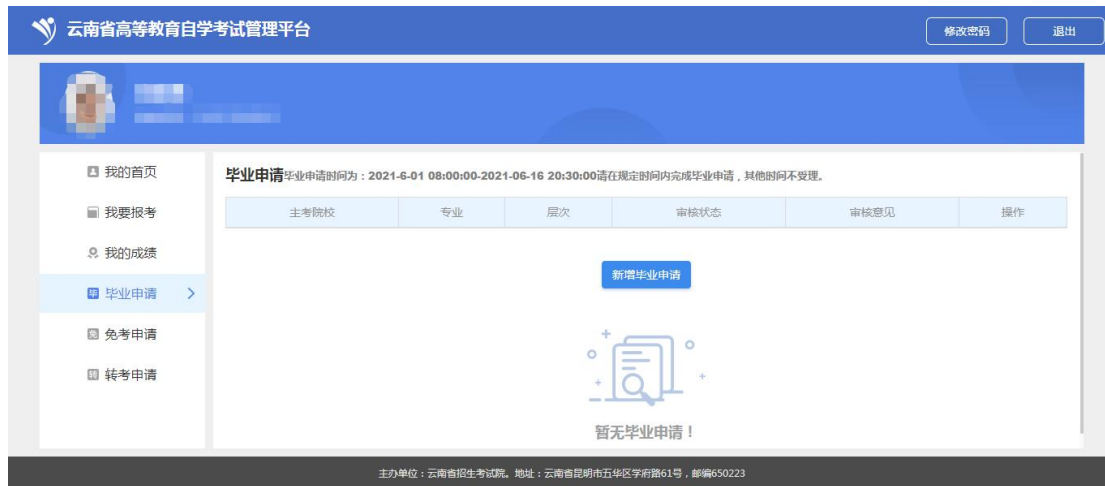 云南省高等教育自学考试管理平台
修改密码
退出
我的首页
我要报考
我的成绩
毕业申请
免考申请
转考申请
毕业申请毕业申请时间为：2021-6-01 08:00:00-2021-06-16 20:30:00请在规定时间内完成毕业申请，其他时间不受理。
主考院校 专业 层次 审核状态 审核意见 操作
新增毕业申请
暂无毕业申请！
主办单位：云南省招生考试院。地址：云南省昆明市五华区学府路61号，邮编650223